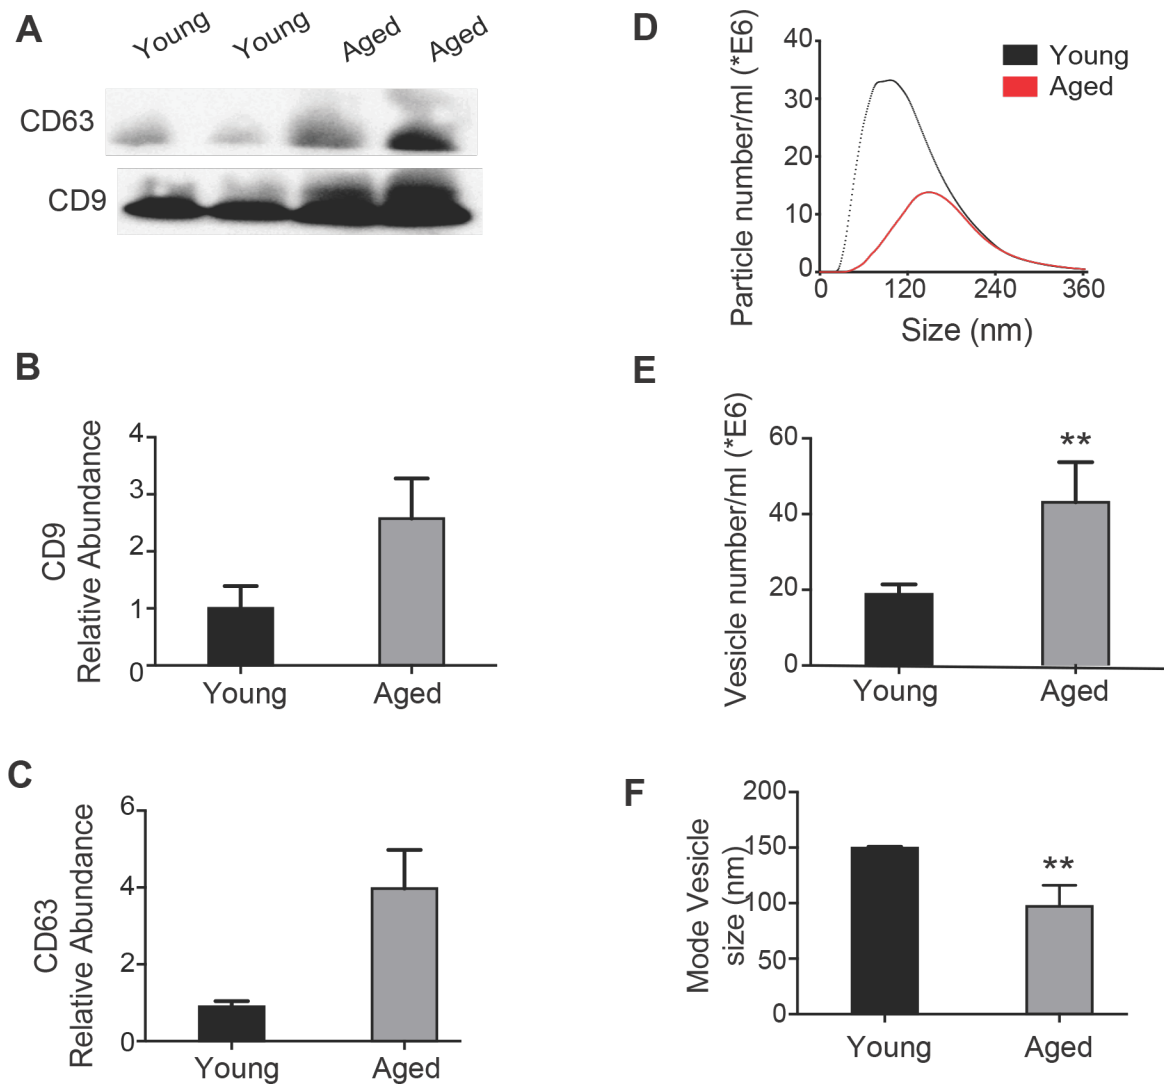 A
Young
Young
Aged
Aged
CD63
CD9
B
CD9
Relative Abundance
4
3
2
1
0
Young
Aged
C
CD63
Relative Abundance
6
4
2
0
Young
Aged
D
Particle number/ml (*E6)
40
30
20
10
0
0
120
240
360
Size (nm)
Young
Aged
E
Vesicle number/ml (*E6)
60
40
20
0
**
Young
Aged
F
Mode Vesicle
size (nm)
200
150
100
50
0
**
Young
Aged